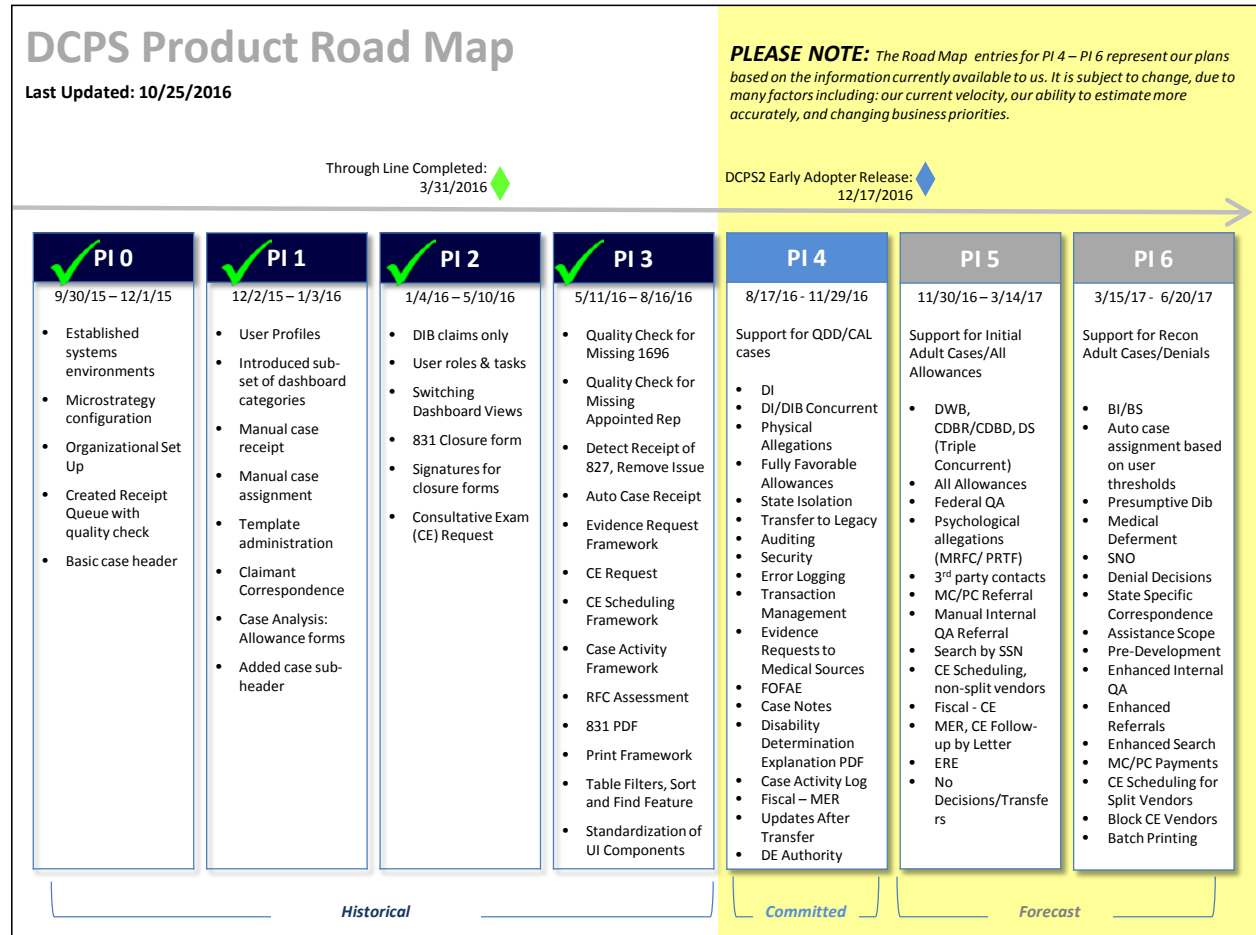 DCPS Product Road Map
Last Updated: 10/25/2016
PLEASE NOTE: The Road Map entries for PI 4 – PI 6 represent our plans
based on the information currently available to us. It is subject to change, due to
many factors including: our current velocity, our ability to estimate more
accurately, and changing business priorities.
Through Line Completed:
3/31/2016
DCPS2 Early Adopter Release:
12/17/2016
PI 0
9/30/15 – 12/1/15
• Established
systems
environments
• Microstrategy
configuration
• Organizational Set
Up
• Created Receipt
Queue with
quality check
• Basic case header
PI 1
12/2/15 – 1/3/16
• User Profiles
• Introduced sub-
set of dashboard
categories
• Manual case
receipt
• Manual case
assignment
• Template
administration
• Claimant
Correspondence
• Case Analysis:
Allowance forms
• Added case sub-
header
PI 2
1/4/16 – 5/10/16
• DIB claims only
• User roles & tasks
• Switching
Dashboard Views
• 831 Closure form
• Signatures for
closure forms
• Consultative Exam
(CE) Request
PI 3
5/11/16 – 8/16/16
• Quality Check for
Missing 1696
• Quality Check for
Missing
Appointed Rep
• Detect Receipt of
827, Remove Issue
• Auto Case Receipt
• Evidence Request
Framework
• CE Request
• CE Scheduling
Framework
• Case Activity
Framework
• RFC Assessment
• 831 PDF
• Print Framework
• Table Filters, Sort
and Find Feature
• Standardization of
UI Components
PI 4
8/17/16 - 11/29/16
Support for QDD/CAL
cases
• DI
• DI/DIB Concurrent
• Physical
Allegations
• Fully Favorable
Allowances
• State Isolation
• Transfer to Legacy
• Auditing
• Security
• Error Logging
• Transaction
Management
• Evidence
Requests to
Medical Sources
• FOFAE
• Case Notes
• Disability
Determination
Explanation PDF
• Case Activity Log
• Fiscal – MER
• Updates After
Transfer
• DE Authority
PI 5
11/30/16 – 3/14/17
Support for Initial
Adult Cases/All
Allowances
• DWB,
CDBR/CDBD, DS
(Triple
Concurrent)
• All Allowances
• Federal QA
• Psychological
allegations
(MRFC/ PRTF)
• 3rd party contacts
• MC/PC Referral
• Manual Internal
QA Referral
• Search by SSN
• CE Scheduling,
non-split vendors
• Fiscal - CE
• MER, CE Follow-
up by Letter
• ERE
• No
Decisions/Transfe
rs
PI 6
3/15/17 - 6/20/17
Support for Recon
Adult Cases/Denials
• BI/BS
• Auto case
assignment based
on user
thresholds
• Presumptive Dib
• Medical
Deferment
• SNO
• Denial Decisions
• State Specific
Correspondence
• Assistance Scope
• Pre-Development
• Enhanced Internal
QA
• Enhanced
Referrals
• Enhanced Search
• MC/PC Payments
• CE Scheduling for
Split Vendors
• Block CE Vendors
• Batch Printing
Historical
Committed
Forecast